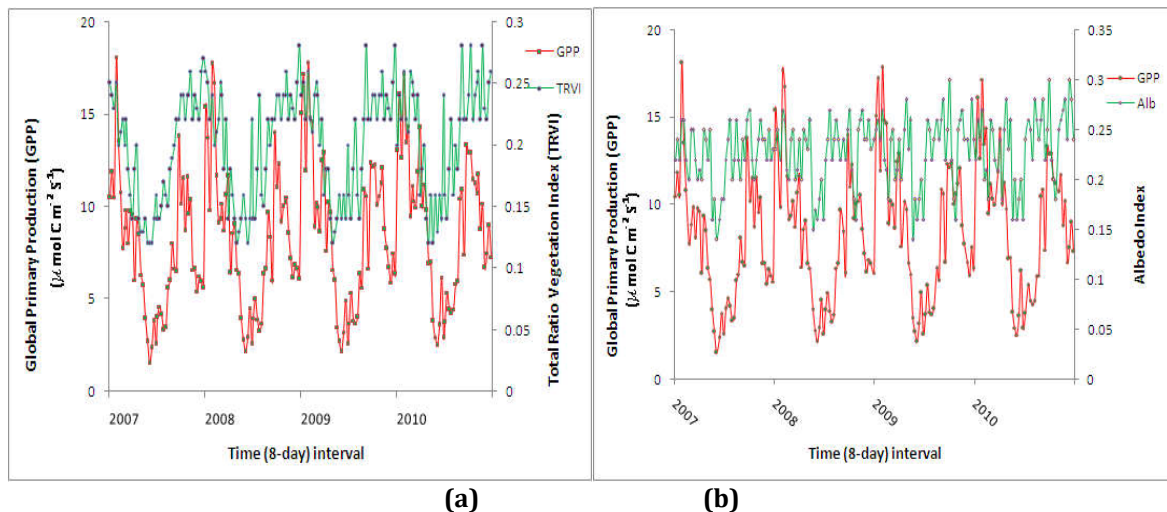 20
15
10
5
0
Global Primary Production (GPP)
(μ mol C m⁻² s⁻¹)
0.3
0.25
0.2
0.15
0.1
0.05
0
Total Ratio Vegetation Index (TRVI)
GPP
TRVI
2007 2008 2009 2010
Time (8-day) interval
(a)
20
15
10
5
0
Global Primary Production (GPP)
(μ mol C m⁻² s⁻¹)
0.35
0.3
0.25
0.2
0.15
0.1
0.05
0
Albedo Index
GPP
Alb
2007 2008 2009 2010
Time (8-day) interval
(b)